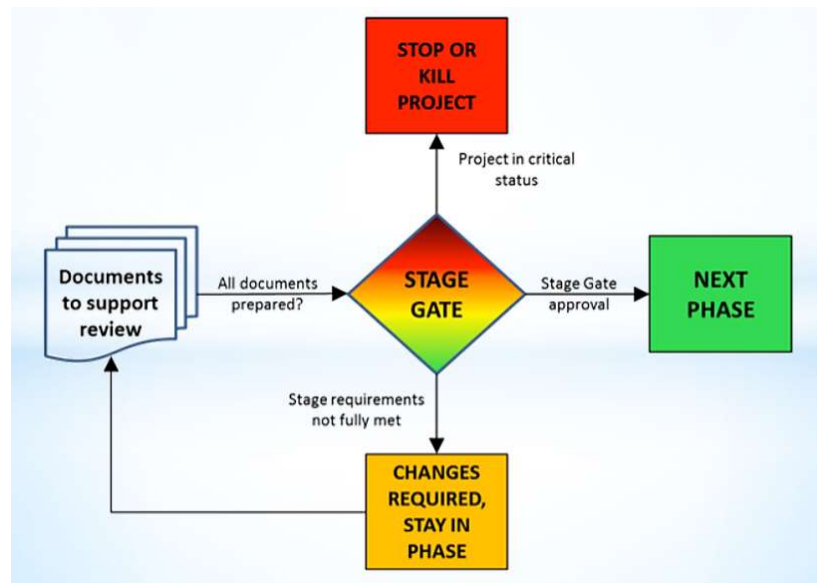 STOP OR
KILL
PROJECT
Project in critical
status
Documents
to support
review
All documents
prepared?
STAGE
GATE
Stage Gate
approval
NEXT
PHASE
Stage requirements
not fully met
CHANGES
REQUIRED,
STAY IN
PHASE